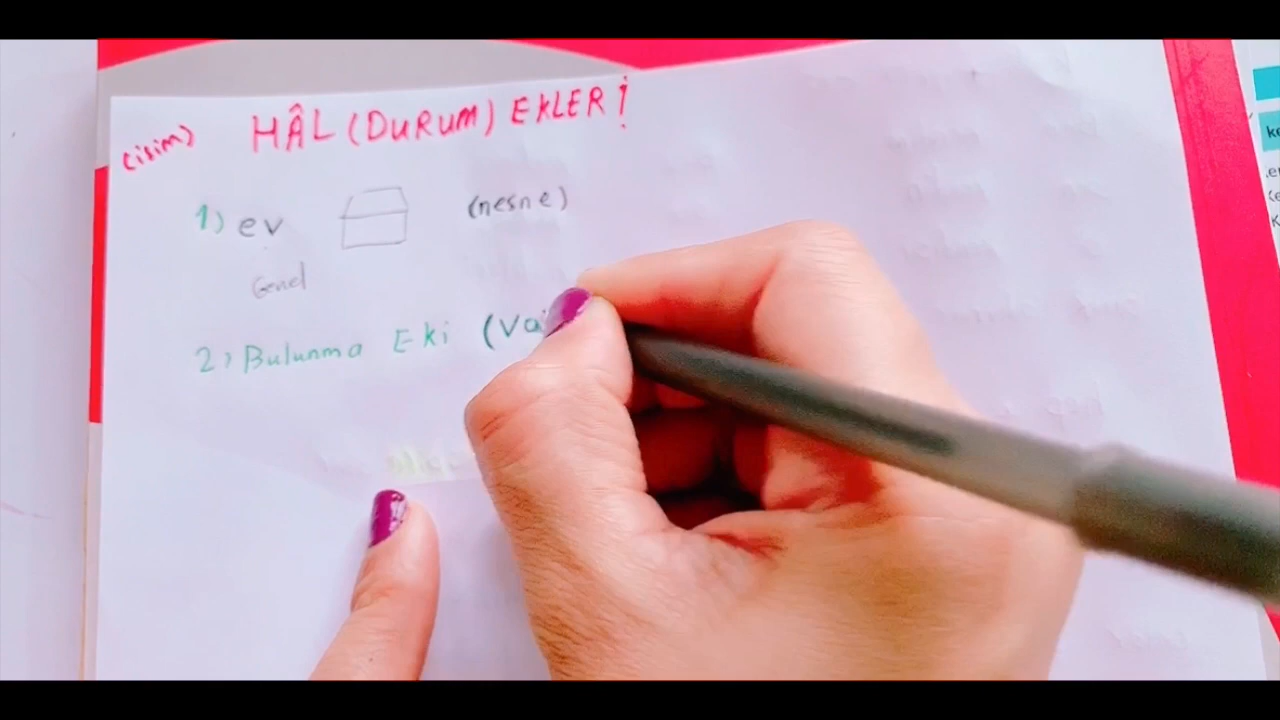 (isim) HÂL (DURUM) EKLERİ
1) ev (nesne)
Genel
2) Bulunma Eki (Va